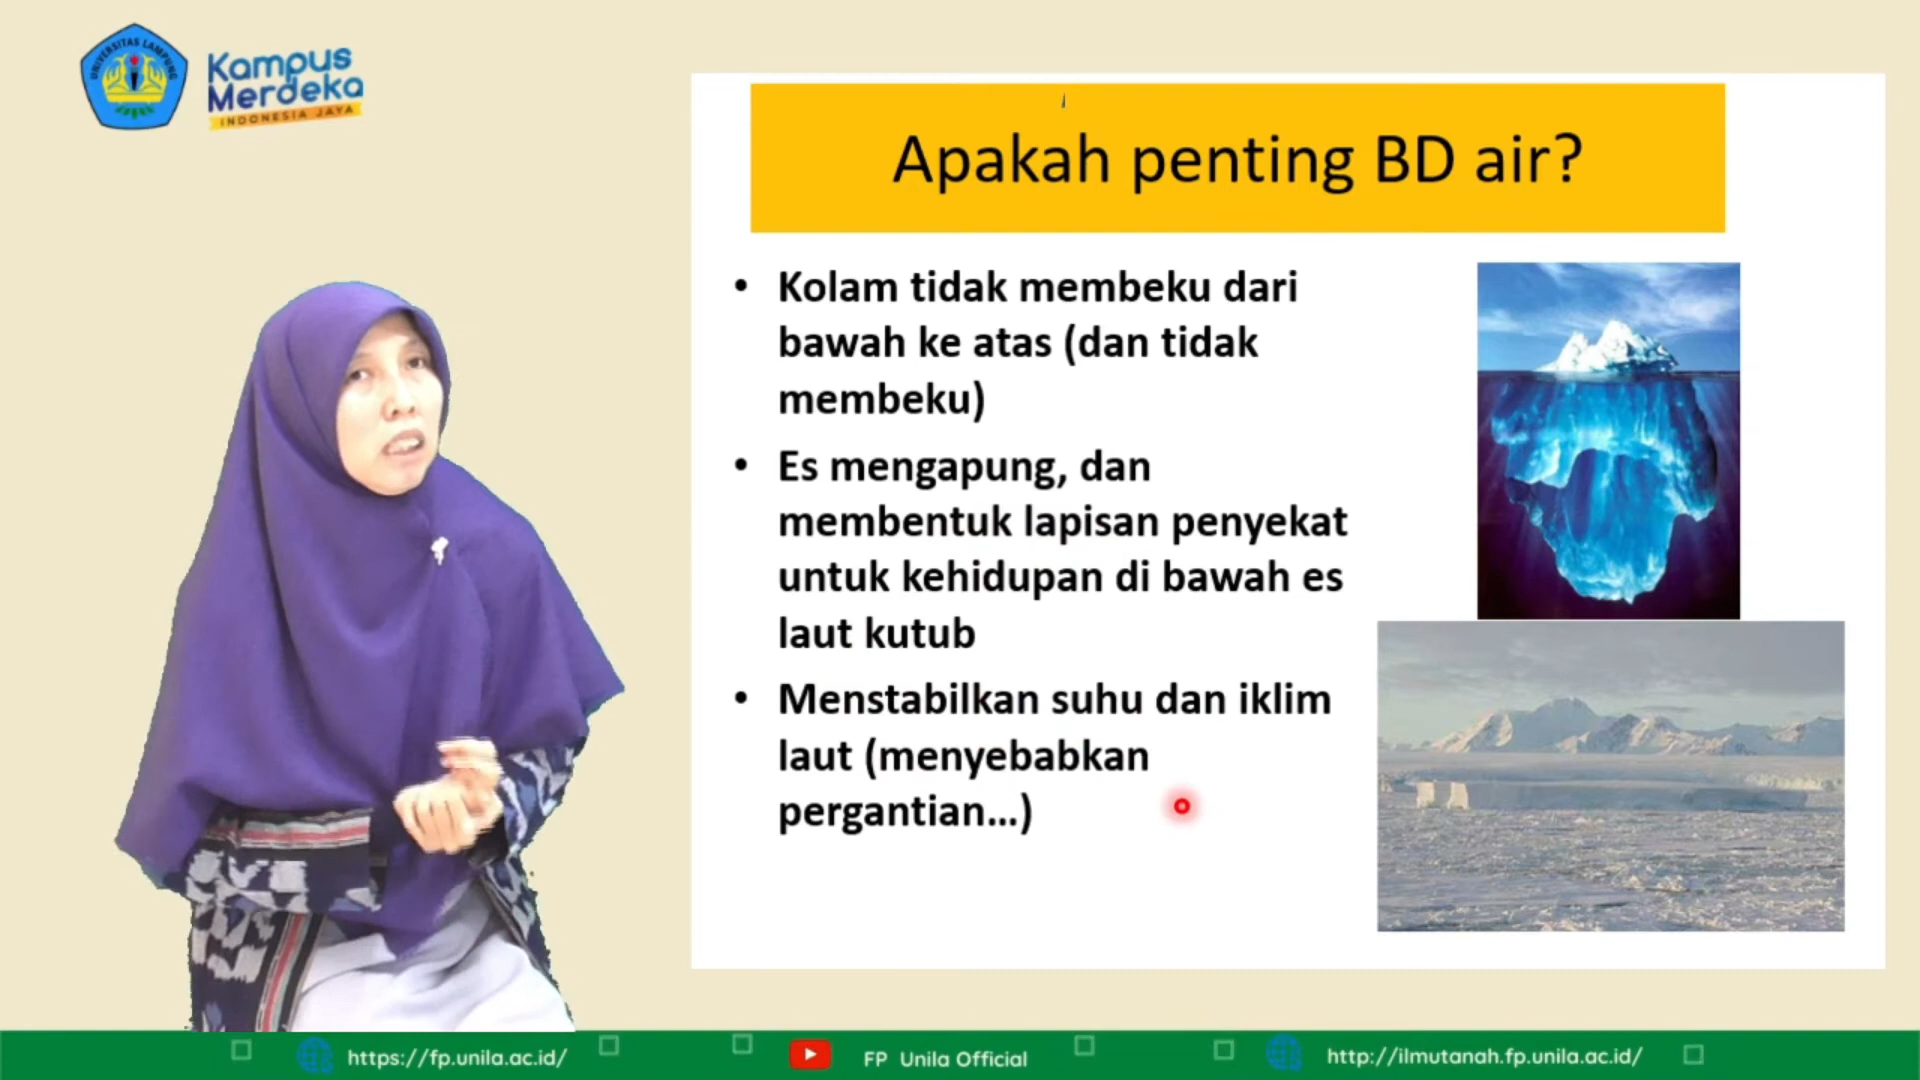 UNIVERSITAS LAMPUNG
Kampus
Merdeka
INDONESIA JAYA
Apakah penting BD air?
• Kolam tidak membeku dari
bawah ke atas (dan tidak
membeku)
• Es mengapung, dan
membentuk lapisan penyekat
untuk kehidupan di bawah es
laut kutub
• Menstabilkan suhu dan iklim
laut (menyebabkan
pergantian...)
https://fp.unila.ac.id/
FP Unila Official
http://ilmutanah.fp.unila.ac.id/